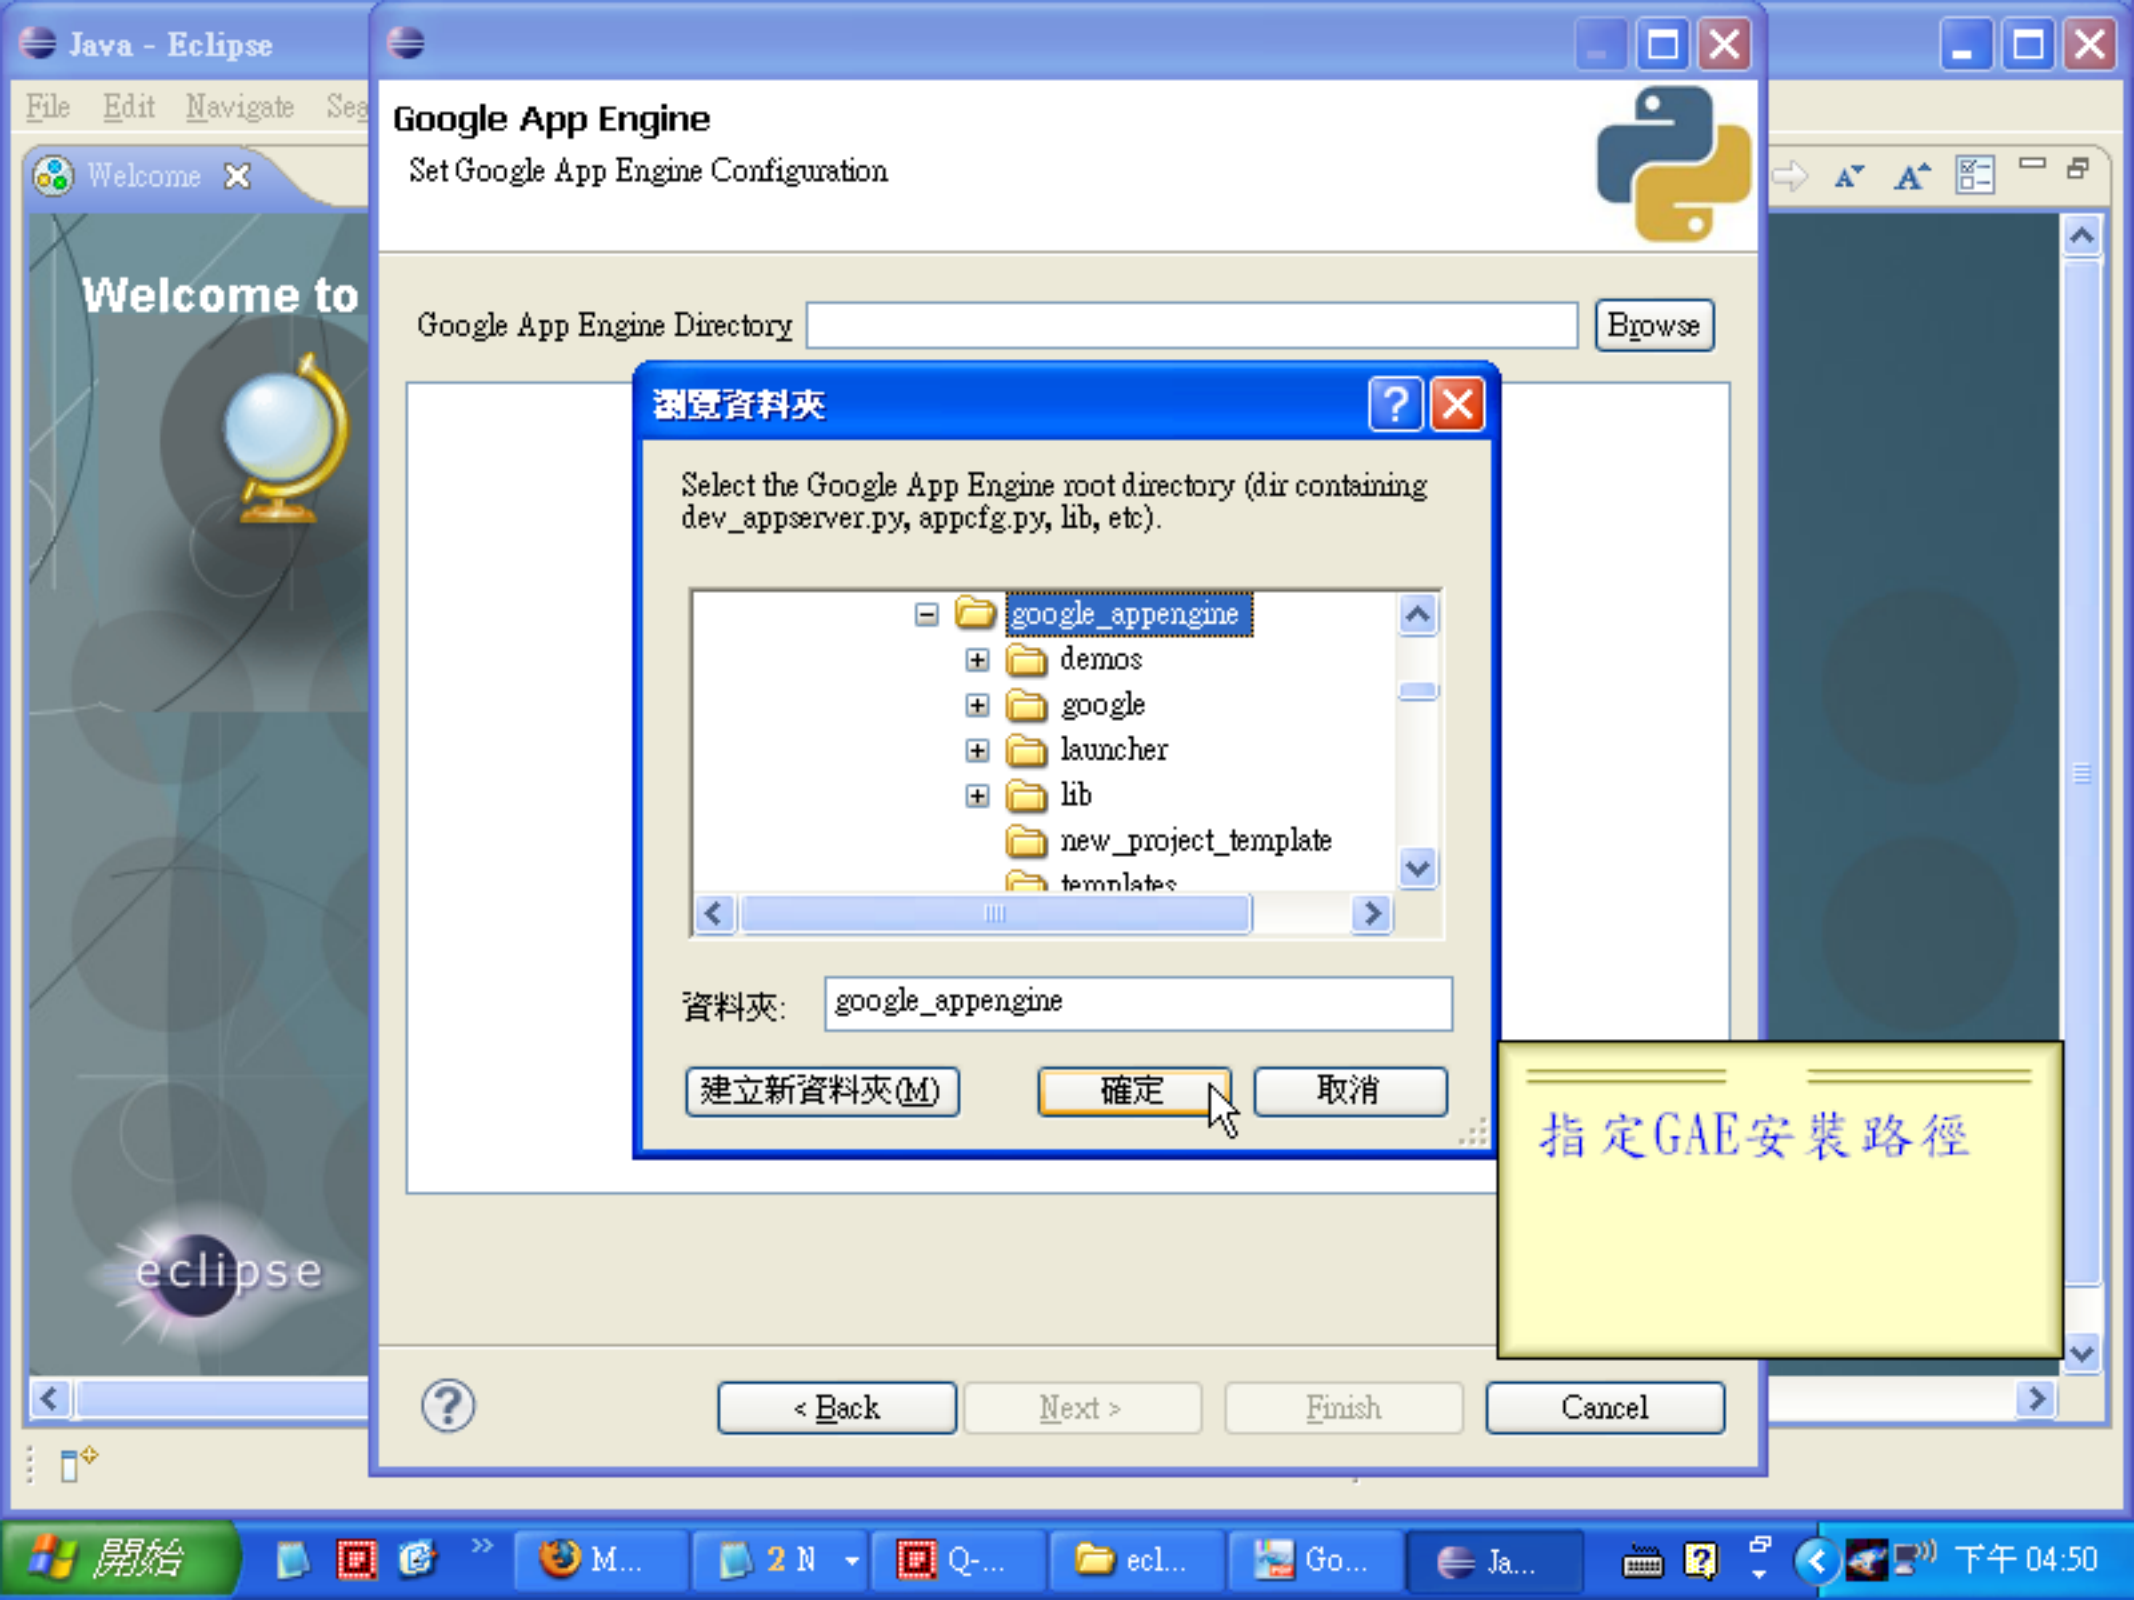 Java - Eclipse
File Edit Navigate Sea
Welcome
Welcome to
eclipse
Google App Engine
Set Google App Engine Configuration
Google App Engine Directory
Browse
瀏覽資料夾
Select the Google App Engine root directory (dir containing
dev_appserver.py, appcfg.py, lib, etc).
google_appengine
demos
google
launcher
lib
new_project_template
templates
資料夾: google_appengine
建立新資料夾(M) 確定 取消
指定GAE安裝路徑
< Back Next > Finish Cancel
開始 M... 2 N Q-... ecl... Go... Ja... 下午 04:50